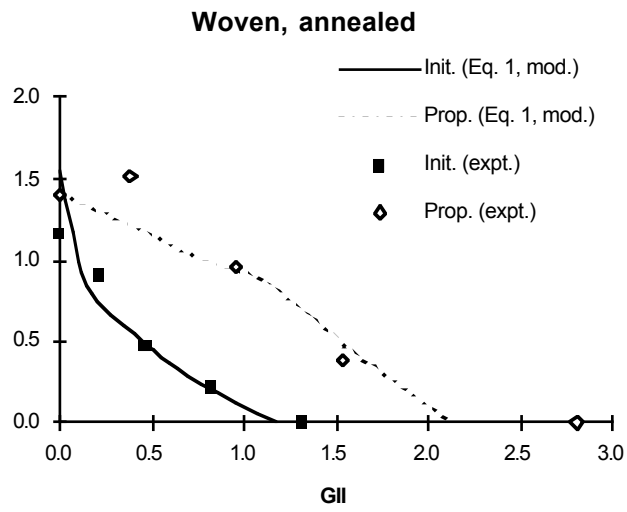 Woven, annealed
Init. (Eq. 1, mod.)
Prop. (Eq. 1, mod.)
Init. (expt.)
Prop. (expt.)
2.0
1.5
1.0
0.5
0.0
0.0 0.5 1.0 1.5 2.0 2.5 3.0
GII